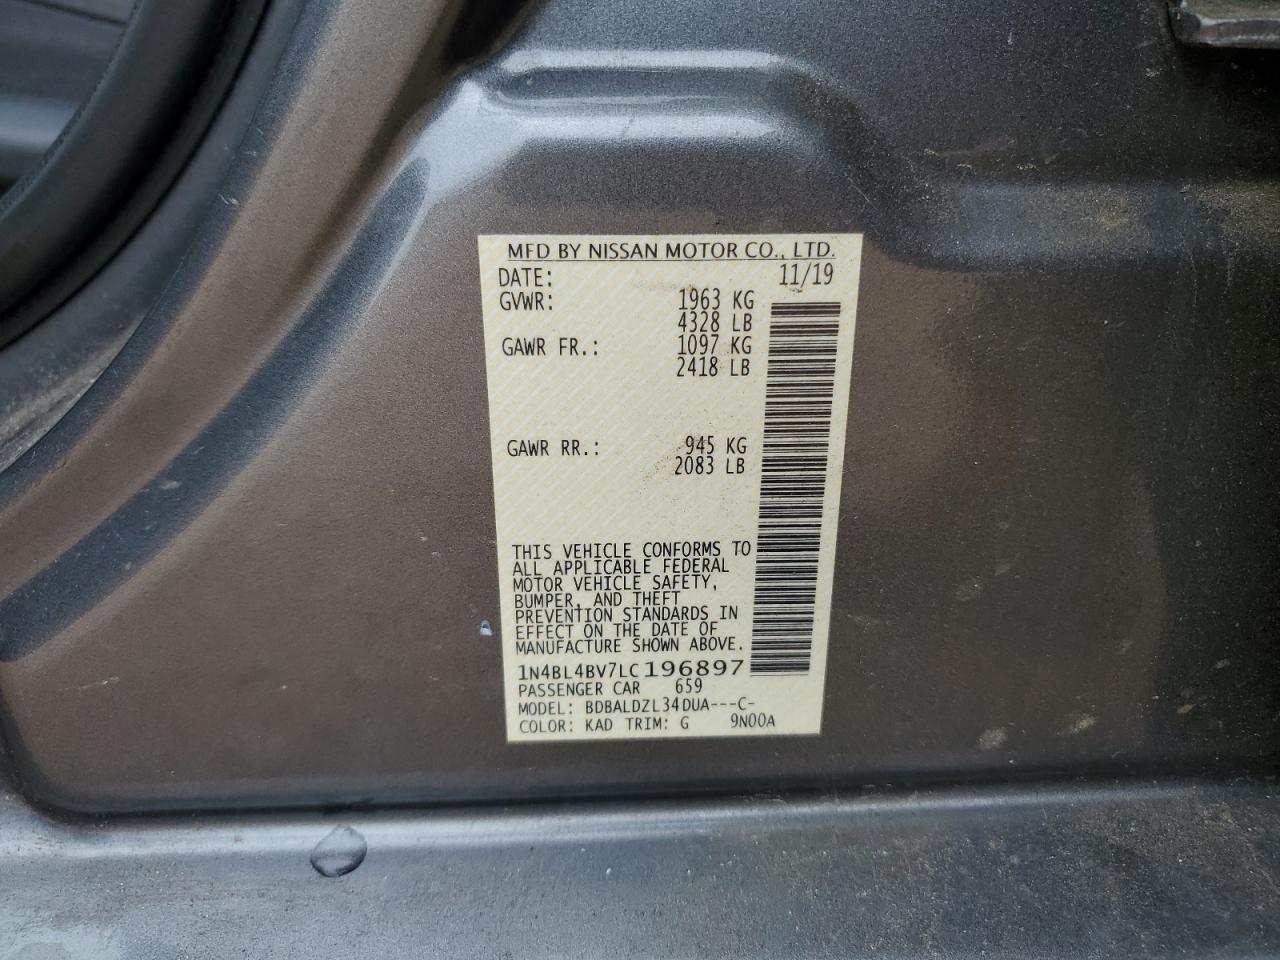 MFD BY NISSAN MOTOR CO., LTD.
DATE: 11/19
GVWR: 1963 KG
4328 LB
GAWR FR.: 1097 KG
2418 LB
GAWR RR.: 945 KG
2083 LB
THIS VEHICLE CONFORMS TO
ALL APPLICABLE FEDERAL
MOTOR VEHICLE SAFETY,
BUMPER, AND THEFT
PREVENTION STANDARDS IN
EFFECT ON THE DATE OF
MANUFACTURE SHOWN ABOVE.
1N4BL4BV7LC196897
PASSENGER CAR 659
MODEL: BDBALDZL34DUA---C-
COLOR: KAD TRIM: G 9N00A